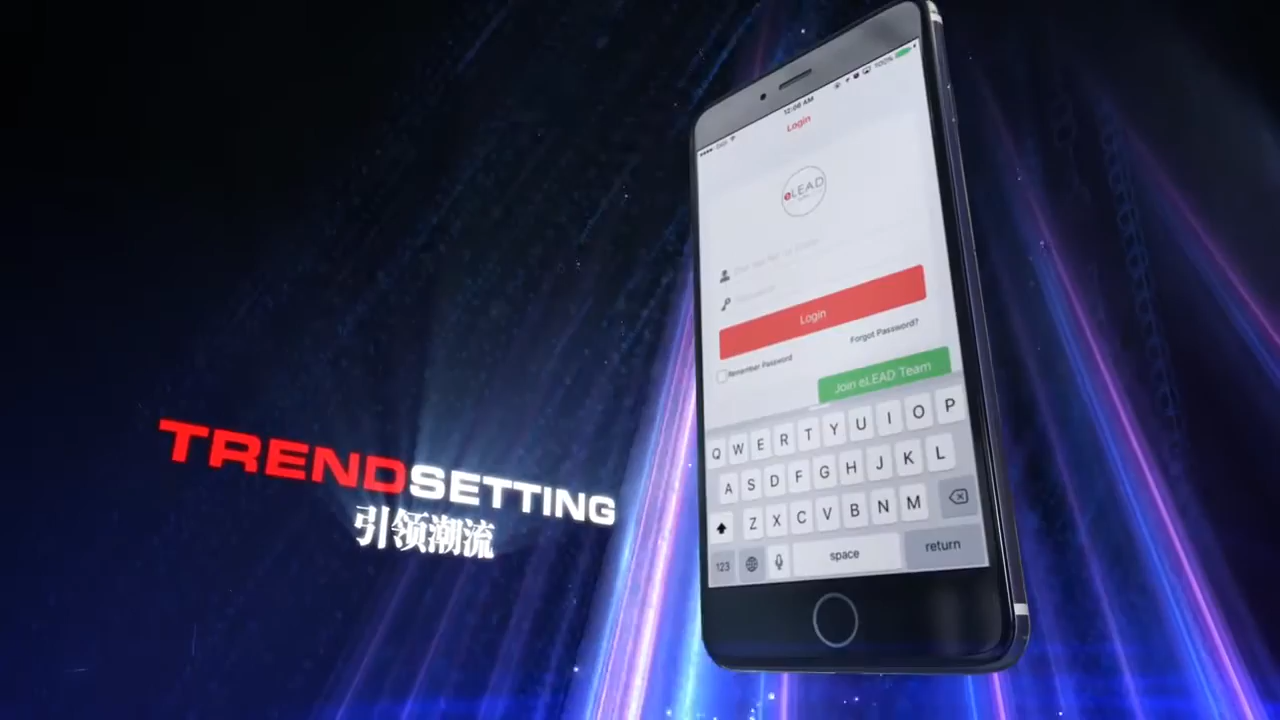 TRENDSETTING
引领潮流
100%
12:06 AM
Login
eLEAD
Login
Forgot Password?
Remember Password
Join eLEAD Team
Q W E R T Y U I O P
A S D F G H J K L
Z X C V B N M
123 space return